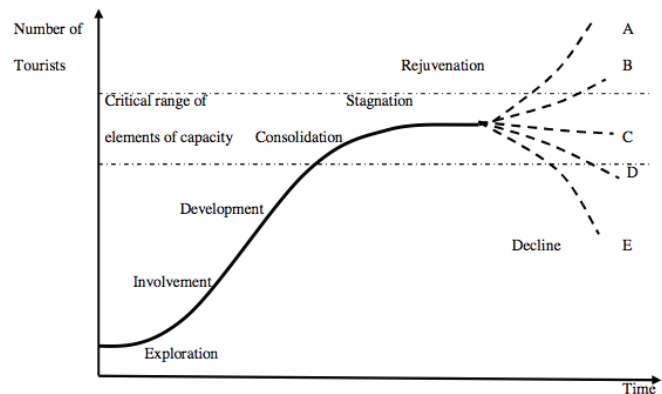 Number of
Tourists
A
Rejuvenation
B
Critical range of
Stagnation
elements of capacity
Consolidation
C
D
Development
Decline
E
Involvement
Exploration
Time